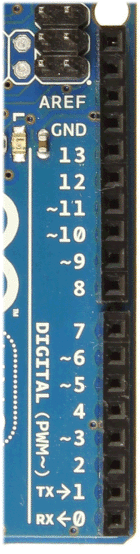 AREF
L
GND
13
12
~11
~10
~9
8
7
~6
~5
4
~3
2
TX→1
RX←0
DIGITAL (PWM~)